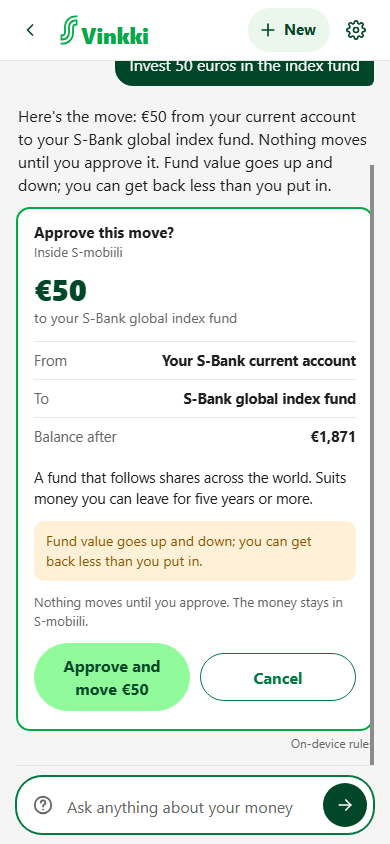 Vinkki
New
Invest 50 euros in the index fund
Here's the move: €50 from your current account
to your S-Bank global index fund. Nothing moves
until you approve it. Fund value goes up and
down; you can get back less than you put in.
Approve this move?
Inside S-mobiili
€50
to your S-Bank global index fund
From Your S-Bank current account
To S-Bank global index fund
Balance after €1,871
A fund that follows shares across the world. Suits
money you can leave for five years or more.
Fund value goes up and down; you can get
back less than you put in.
Nothing moves until you approve. The money stays in
S-mobiili.
Approve and
move €50
Cancel
On-device rules
Ask anything about your money